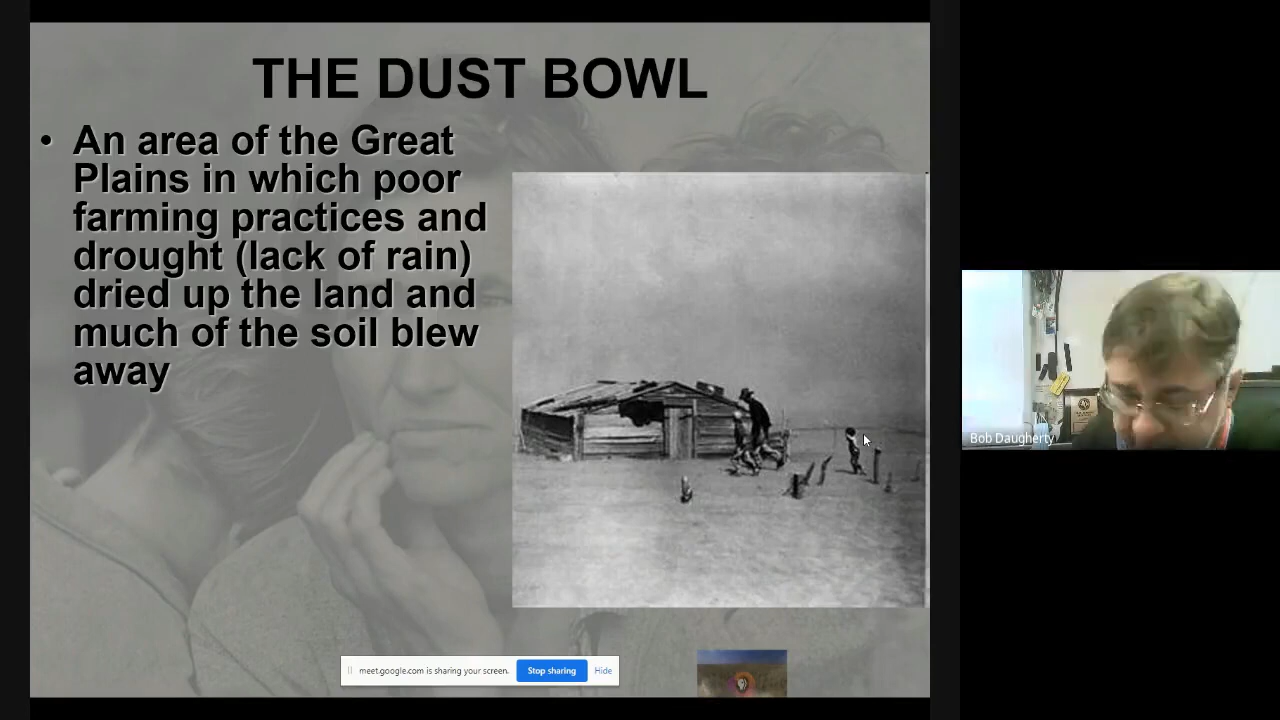 THE DUST BOWL
• An area of the Great
Plains in which poor
farming practices and
drought (lack of rain)
dried up the land and
much of the soil blew
away
Bob Daugherty
meet.google.com is sharing your screen.
Stop sharing
Hide